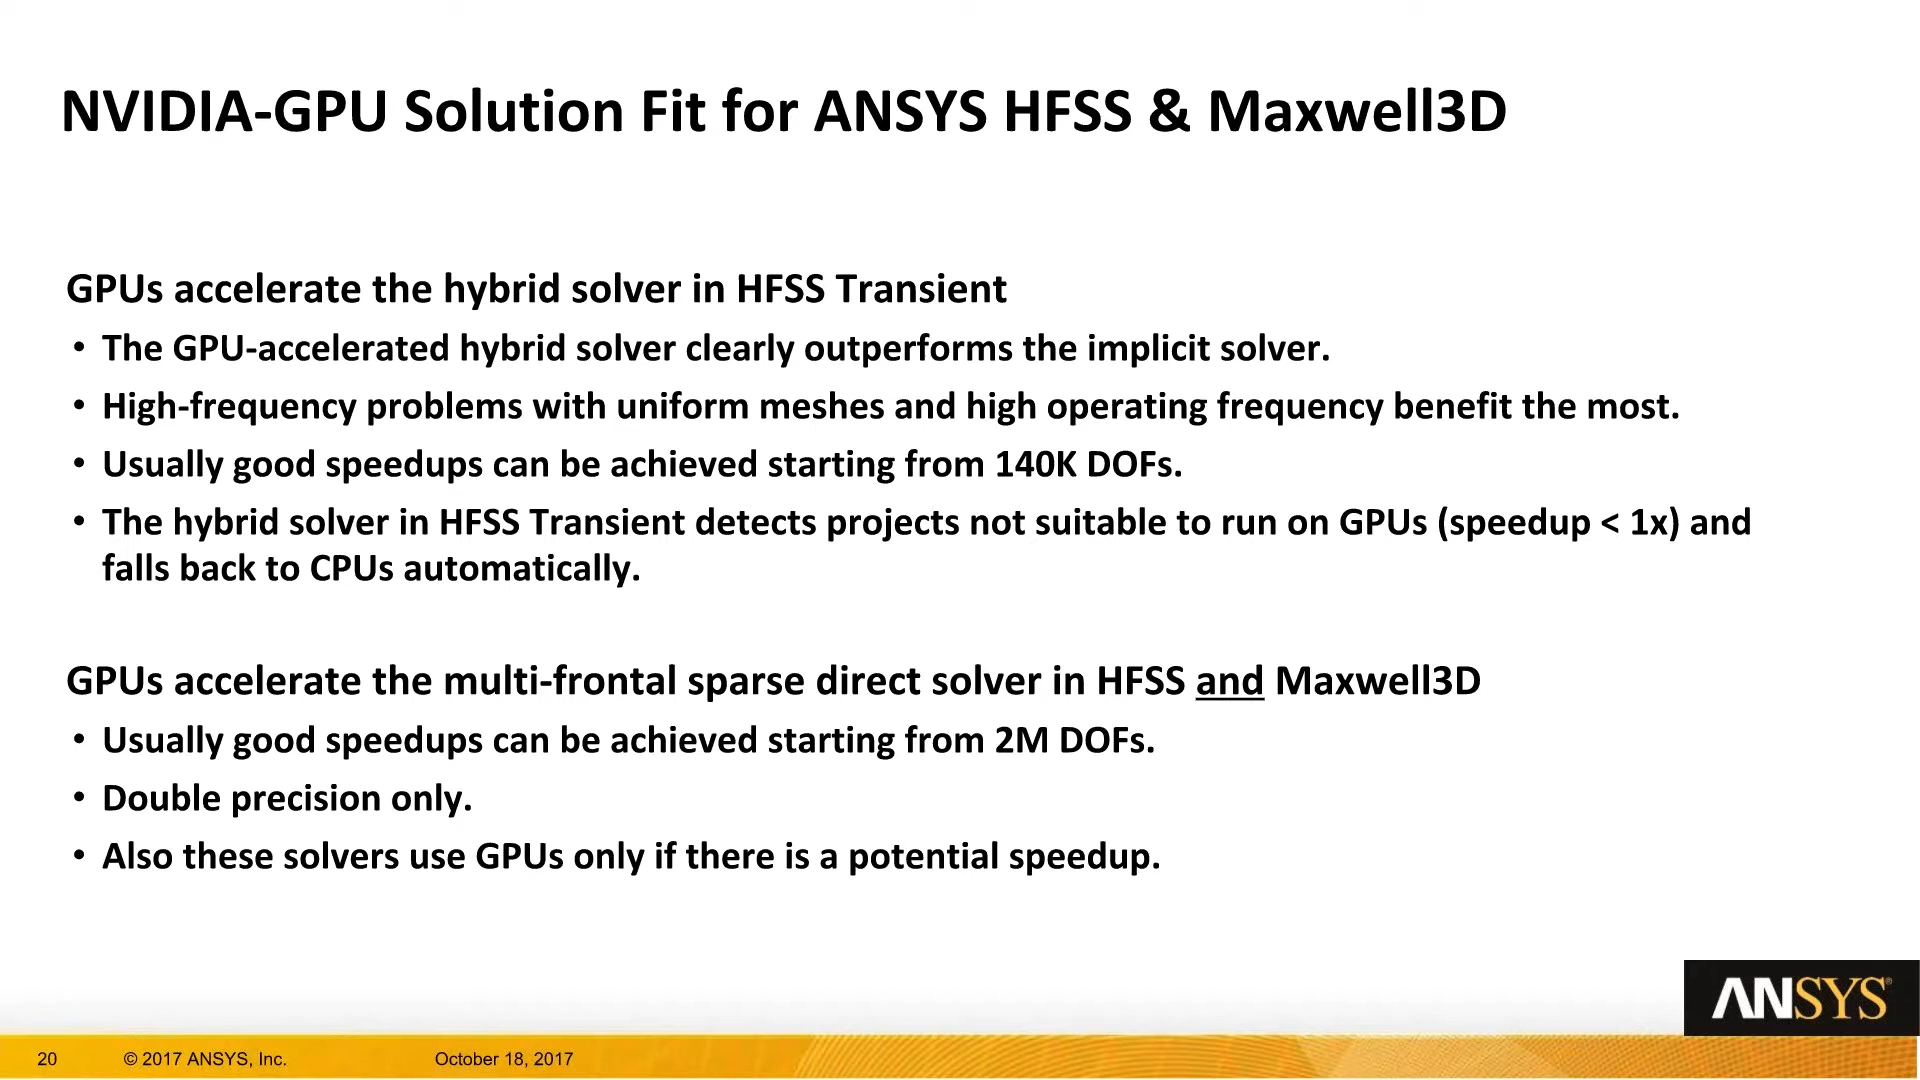 NVIDIA-GPU Solution Fit for ANSYS HFSS & Maxwell3D
GPUs accelerate the hybrid solver in HFSS Transient
• The GPU-accelerated hybrid solver clearly outperforms the implicit solver.
• High-frequency problems with uniform meshes and high operating frequency benefit the most.
• Usually good speedups can be achieved starting from 140K DOFs.
• The hybrid solver in HFSS Transient detects projects not suitable to run on GPUs (speedup < 1x) and
falls back to CPUs automatically.
GPUs accelerate the multi-frontal sparse direct solver in HFSS and Maxwell3D
• Usually good speedups can be achieved starting from 2M DOFs.
• Double precision only.
• Also these solvers use GPUs only if there is a potential speedup.
ANSYS®
20 © 2017 ANSYS, Inc. October 18, 2017